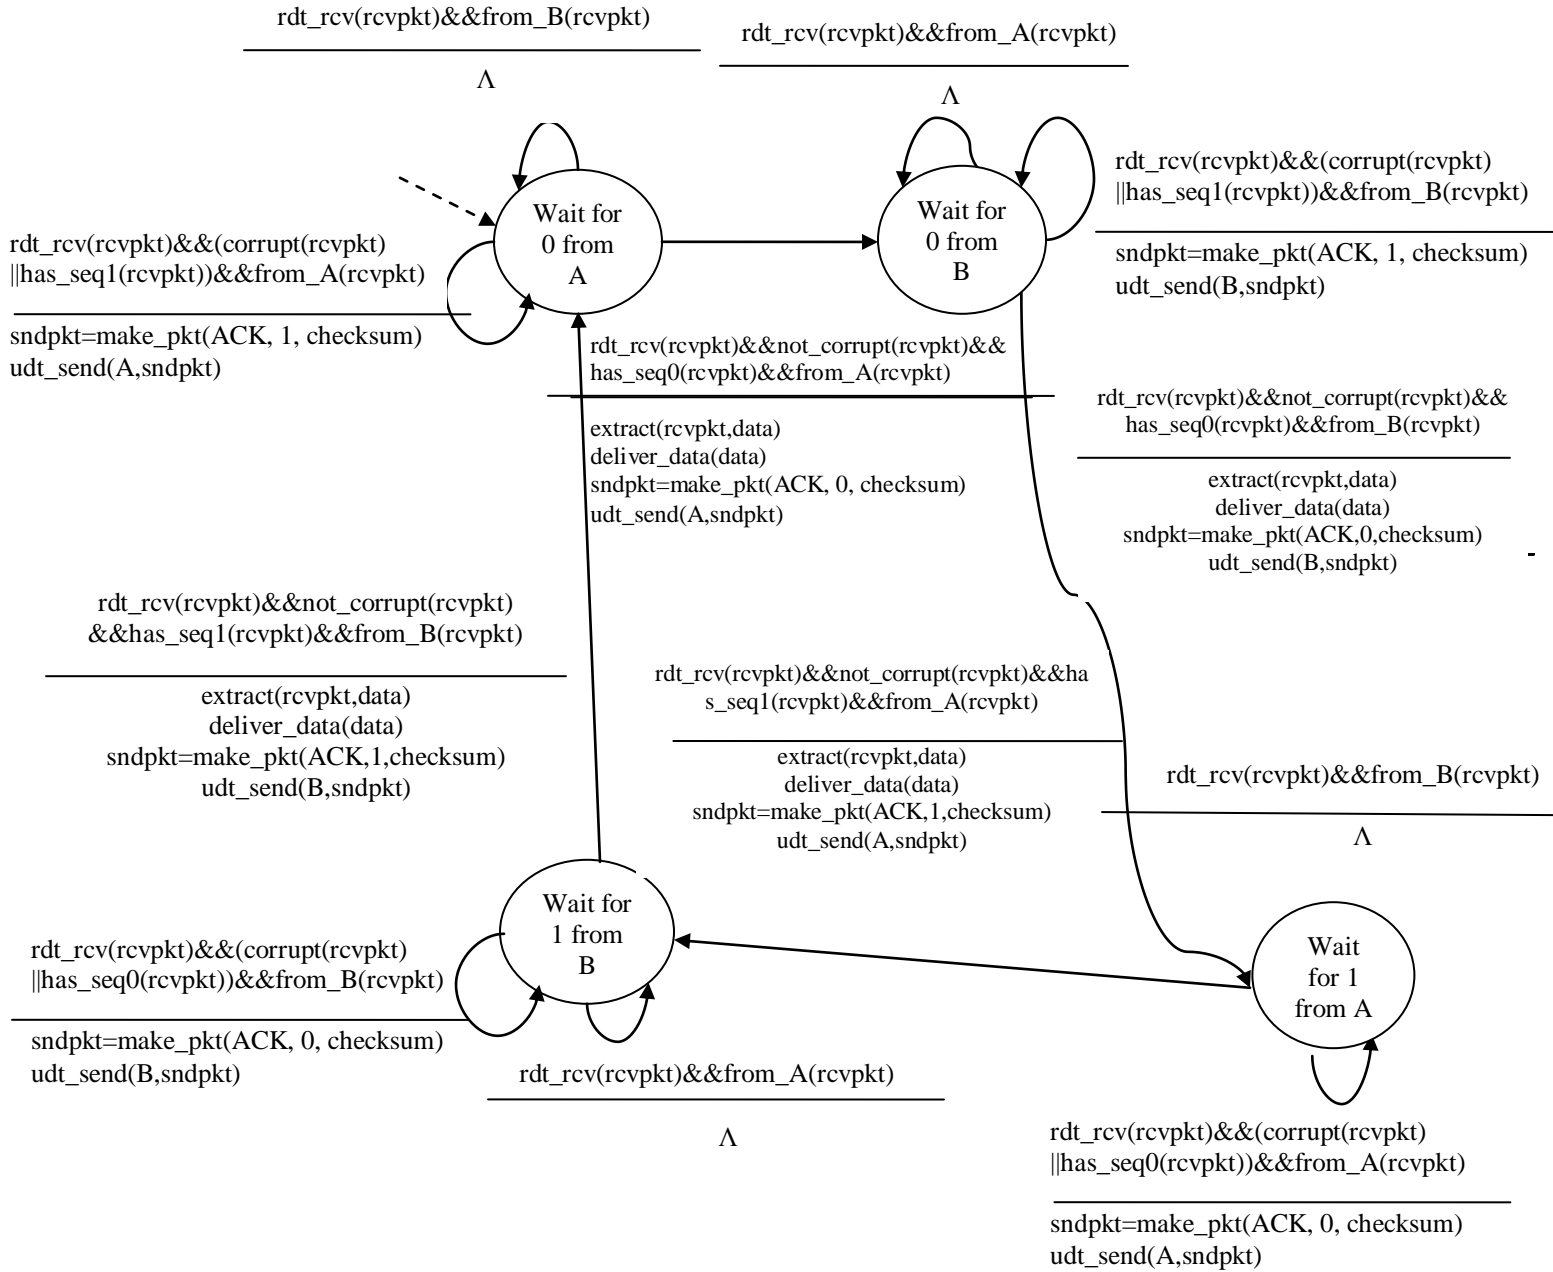 rdt_rcv(rcvpkt)&&from_B(rcvpkt)
Λ
rdt_rcv(rcvpkt)&&from_A(rcvpkt)
Λ
rdt_rcv(rcvpkt)&&(corrupt(rcvpkt)
||has_seq1(rcvpkt))&&from_B(rcvpkt)
sndpkt=make_pkt(ACK, 1, checksum)
udt_send(B,sndpkt)
Wait for
0 from
A
Wait for
0 from
B
rdt_rcv(rcvpkt)&&(corrupt(rcvpkt)
||has_seq1(rcvpkt))&&from_A(rcvpkt)
sndpkt=make_pkt(ACK, 1, checksum)
udt_send(A,sndpkt)
rdt_rcv(rcvpkt)&&not_corrupt(rcvpkt)&&
has_seq0(rcvpkt)&&from_A(rcvpkt)
extract(rcvpkt,data)
deliver_data(data)
sndpkt=make_pkt(ACK, 0, checksum)
udt_send(A,sndpkt)
rdt_rcv(rcvpkt)&&not_corrupt(rcvpkt)&&
has_seq0(rcvpkt)&&from_B(rcvpkt)
extract(rcvpkt,data)
deliver_data(data)
sndpkt=make_pkt(ACK,0,checksum)
udt_send(B,sndpkt)
rdt_rcv(rcvpkt)&&not_corrupt(rcvpkt)
&&has_seq1(rcvpkt)&&from_B(rcvpkt)
extract(rcvpkt,data)
deliver_data(data)
sndpkt=make_pkt(ACK,1,checksum)
udt_send(B,sndpkt)
rdt_rcv(rcvpkt)&&not_corrupt(rcvpkt)&&ha
s_seq1(rcvpkt)&&from_A(rcvpkt)
extract(rcvpkt,data)
deliver_data(data)
sndpkt=make_pkt(ACK,1,checksum)
udt_send(A,sndpkt)
rdt_rcv(rcvpkt)&&from_B(rcvpkt)
Λ
Wait for
1 from
B
Wait
for 1
from A
rdt_rcv(rcvpkt)&&(corrupt(rcvpkt)
||has_seq0(rcvpkt))&&from_B(rcvpkt)
sndpkt=make_pkt(ACK, 0, checksum)
udt_send(B,sndpkt)
rdt_rcv(rcvpkt)&&from_A(rcvpkt)
Λ
rdt_rcv(rcvpkt)&&(corrupt(rcvpkt)
||has_seq0(rcvpkt))&&from_A(rcvpkt)
sndpkt=make_pkt(ACK, 0, checksum)
udt_send(A,sndpkt)